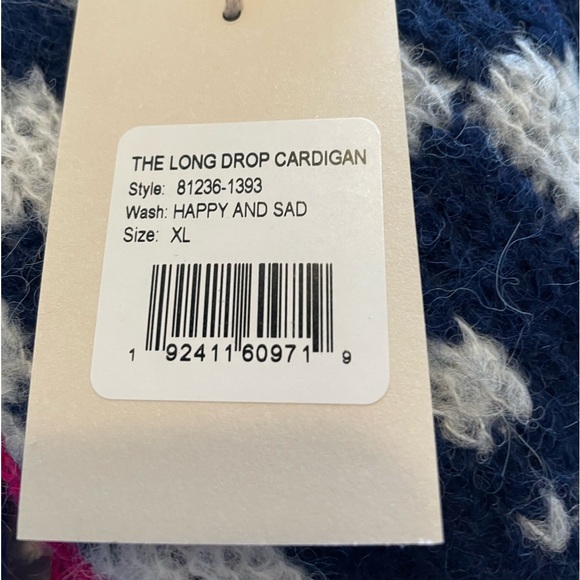 THE LONG DROP CARDIGAN
Style: 81236-1393
Wash: HAPPY AND SAD
Size: XL
1 92411 60971 9